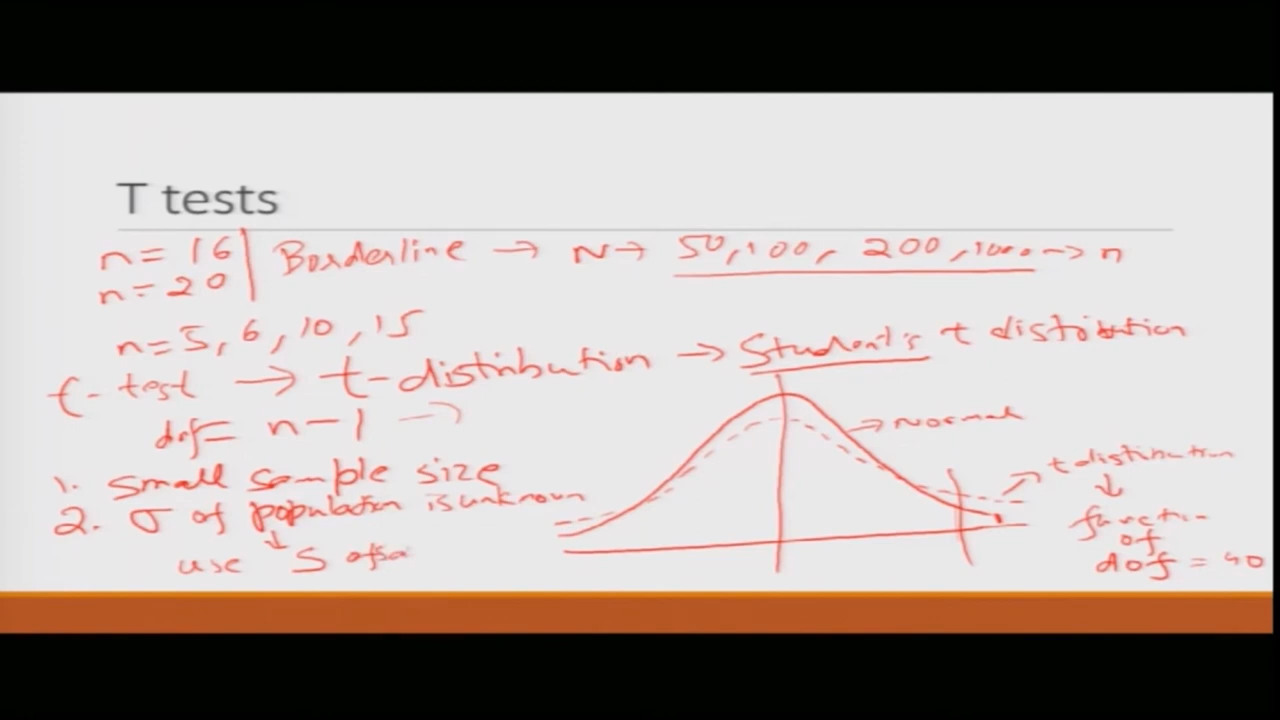 T tests
n = 16 | Borderline → N → 50, 100, 200, 1000 → n
n = 20
n = 5, 6, 10, 15
t - test → t - distribution → Student's t distribution
dof = n - 1 →
→ Normal
1. Small sample size
t distribution
2. σ of population is unknown
function
of
use S of sa
dof = 40